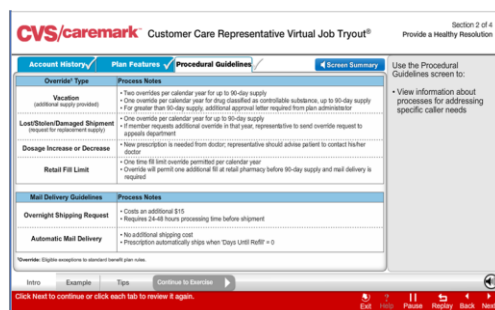 CVS/caremark Customer Care Representative Virtual Job Tryout®
Section 2 of 4
Provide a Healthy Resolution
Account History
Plan Features
Procedural Guidelines
Screen Summary
Override¹ Type
Process Notes
Vacation
(additional supply provided)
• Two overrides per calendar year for up to 90-day supply
• One override per calendar year for drug classified as controllable substance, up to 90-day supply
• For greater than 90-day supply, additional approval letter required from plan administrator
Lost/Stolen/Damaged Shipment
(request for replacement supply)
• One override per calendar year for up to 90-day supply
• If member requests additional override in that year, representative to send override request to
appeals department
Dosage Increase or Decrease
• New prescription is needed from doctor; representative should advise patient to contact his/her
doctor
Retail Fill Limit
• One time fill limit override permitted per calendar year
• Override will permit one additional fill at retail pharmacy before 90-day supply and mail delivery is
required
Mail Delivery Guidelines
Process Notes
Overnight Shipping Request
• Costs an additional $15
• Requires 24-48 hours processing time before shipment
Automatic Mail Delivery
• No additional shipping cost
• Prescription automatically ships when 'Days Until Refill' = 0
¹Override: Eligible exceptions to standard benefit plan rules.
Use the Procedural
Guidelines screen to:
• View information about
processes for addressing
specific caller needs
Intro
Example
Tips
Continue to Exercise
Click Next to continue or click each tab to review it again.
Exit
? Help
Pause
Replay
Back
Next